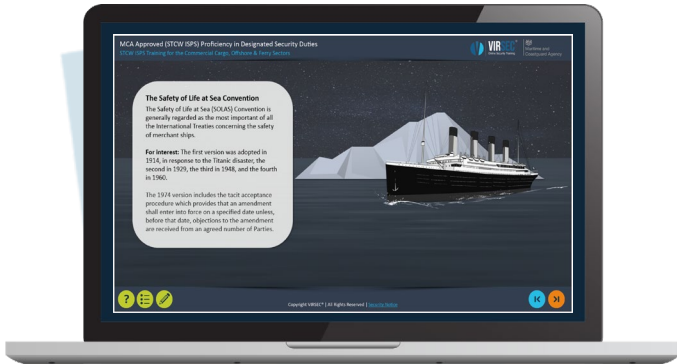 MCA Approved (STCW ISPS) Proficiency in Designated Security Duties
STCW ISPS Training for the Commercial Cargo, Offshore & Ferry Sectors
VIRSEC®
Maritime and
Coastguard Agency
The Safety of Life at Sea Convention
The Safety of Life at Sea (SOLAS) Convention is
generally regarded as the most important of all
the International Treaties concerning the safety
of merchant ships.
For interest: The first version was adopted in
1914, in response to the Titanic disaster, the
second in 1929, the third in 1948, and the fourth
in 1960.
The 1974 version includes the tacit acceptance
procedure which provides that an amendment
shall enter into force on a specified date unless,
before that date, objections to the amendment
are received from an agreed number of Parties.
?
Copyright VIRSEC® | All Rights Reserved | Security Notice